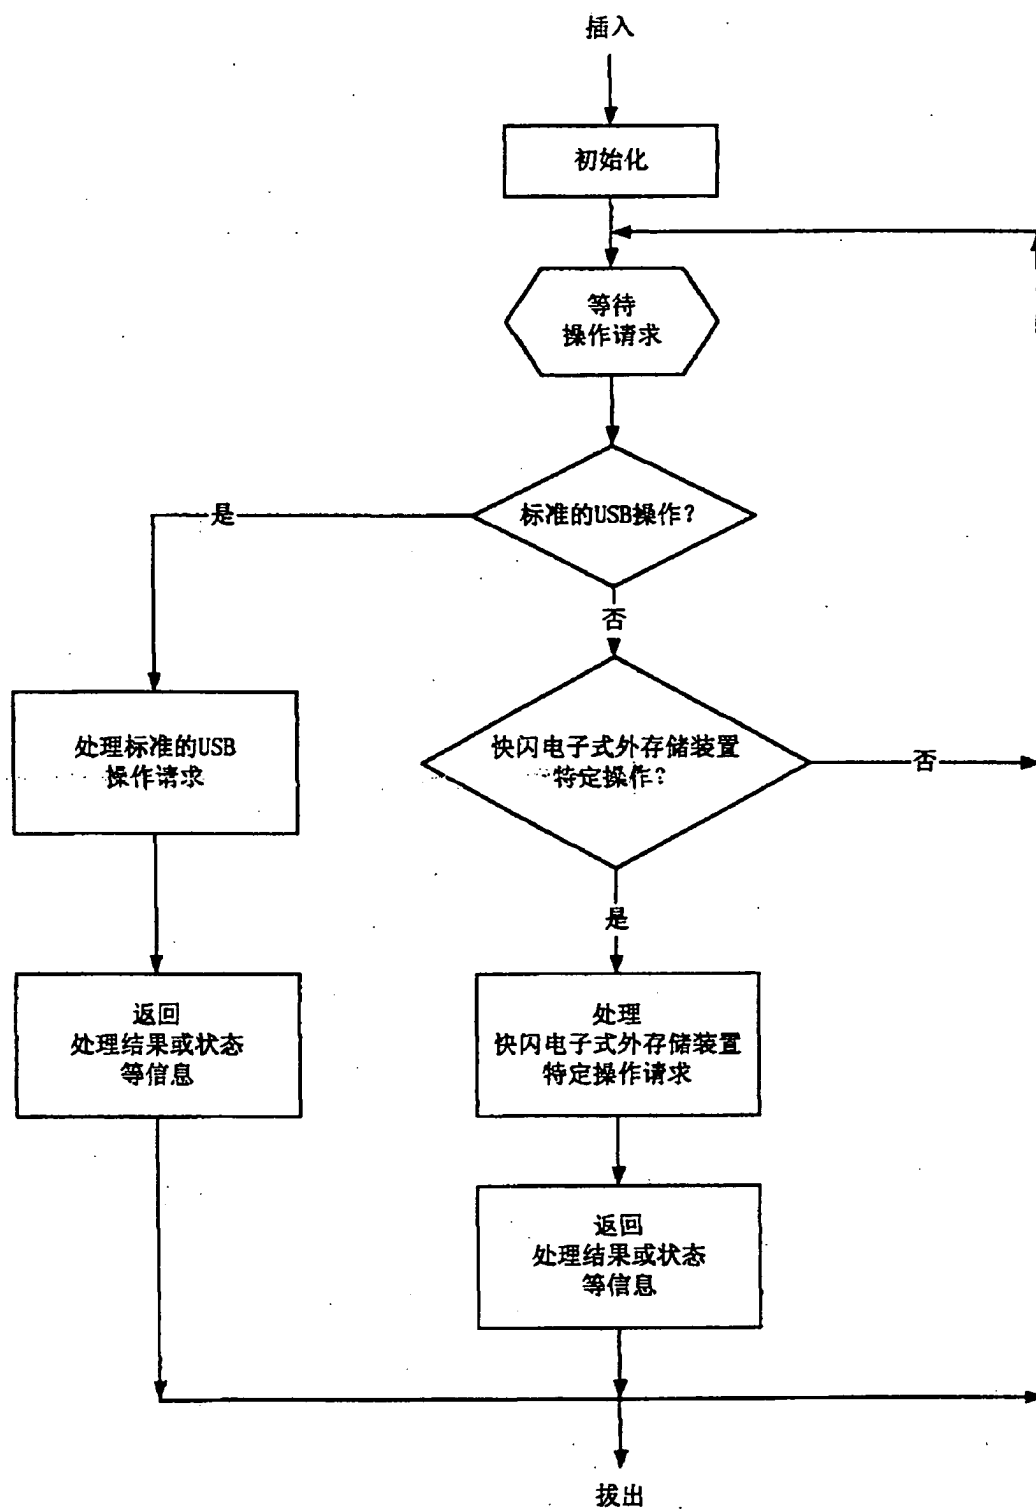 插入
初始化
等待
操作请求
标准的USB操作?
是
否
处理标准的USB
操作请求
快闪电子式外存储装置
特定操作?
否
是
返回
处理结果或状态
等信息
处理
快闪电子式外存储装置
特定操作请求
返回
处理结果或状态
等信息
拔出